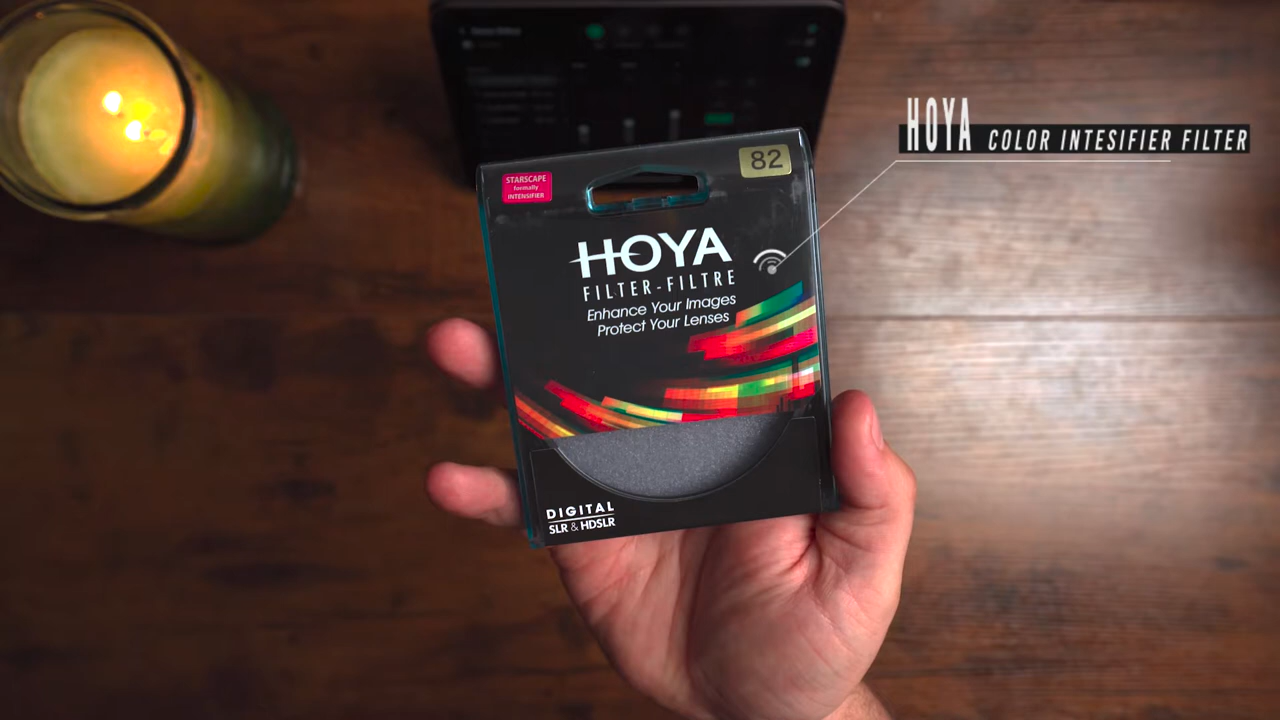 HOYA COLOR INTESIFIER FILTER
STARSCAPE
formally
INTENSIFIER
82
HOYA
FILTER-FILTRE
Enhance Your Images
Protect Your Lenses
DIGITAL
SLR & HDSLR